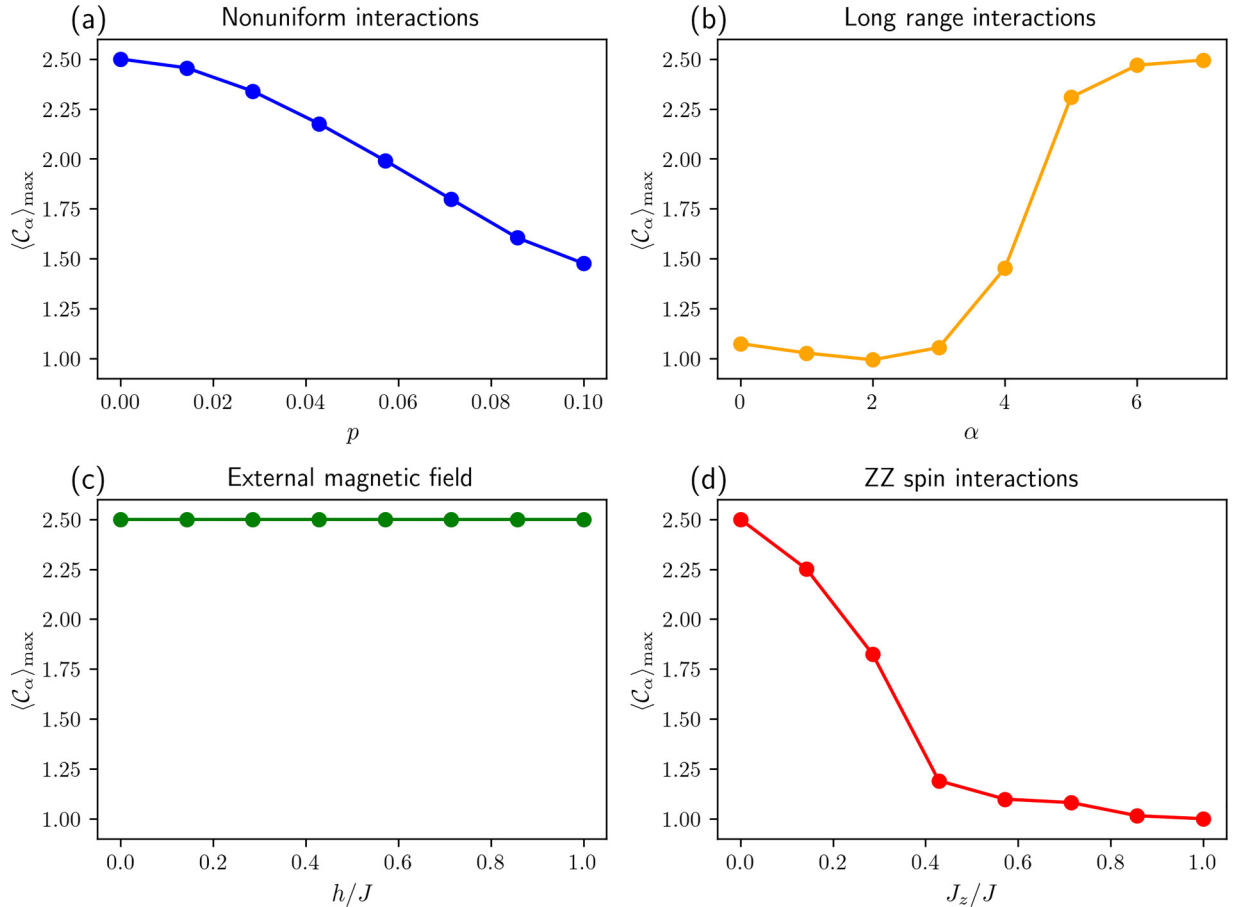 (a) Nonuniform interactions
2.50
2.25
2.00
1.75
1.50
1.25
1.00
⟨𝒞α⟩max
0.00 0.02 0.04 0.06 0.08 0.10
p
(b) Long range interactions
2.50
2.25
2.00
1.75
1.50
1.25
1.00
⟨𝒞α⟩max
0 2 4 6
α
(c) External magnetic field
2.50
2.25
2.00
1.75
1.50
1.25
1.00
⟨𝒞α⟩max
0.0 0.2 0.4 0.6 0.8 1.0
h/J
(d) ZZ spin interactions
2.50
2.25
2.00
1.75
1.50
1.25
1.00
⟨𝒞α⟩max
0.0 0.2 0.4 0.6 0.8 1.0
Jz/J